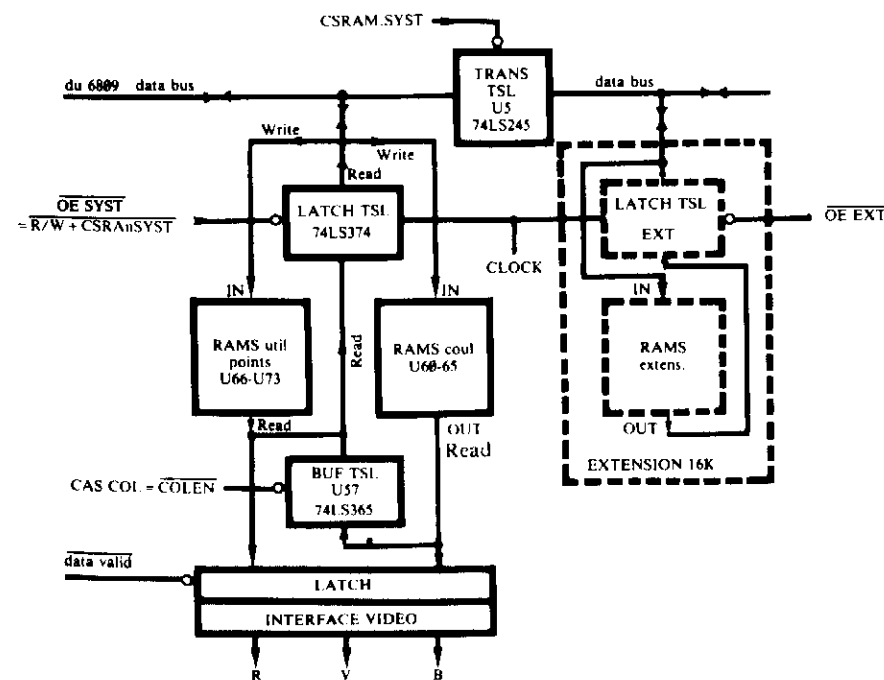 CSRAM.SYST
TRANS
TSL
U5
74LS245
du 6809 data bus
data bus
Write
Write
Read
OE SYST
= R/W + CSRAnSYST
LATCH TSL
74LS374
LATCH TSL
EXT
OE EXT
CLOCK
IN
IN
IN
RAMS util
points
U66-U73
Read
RAMS coul
U60-65
RAMS
extens.
Read
OUT
Read
OUT
EXTENSION 16K
BUF TSL
U57
74LS365
CAS COL = COLEN
data valid
LATCH
INTERFACE VIDEO
R V B